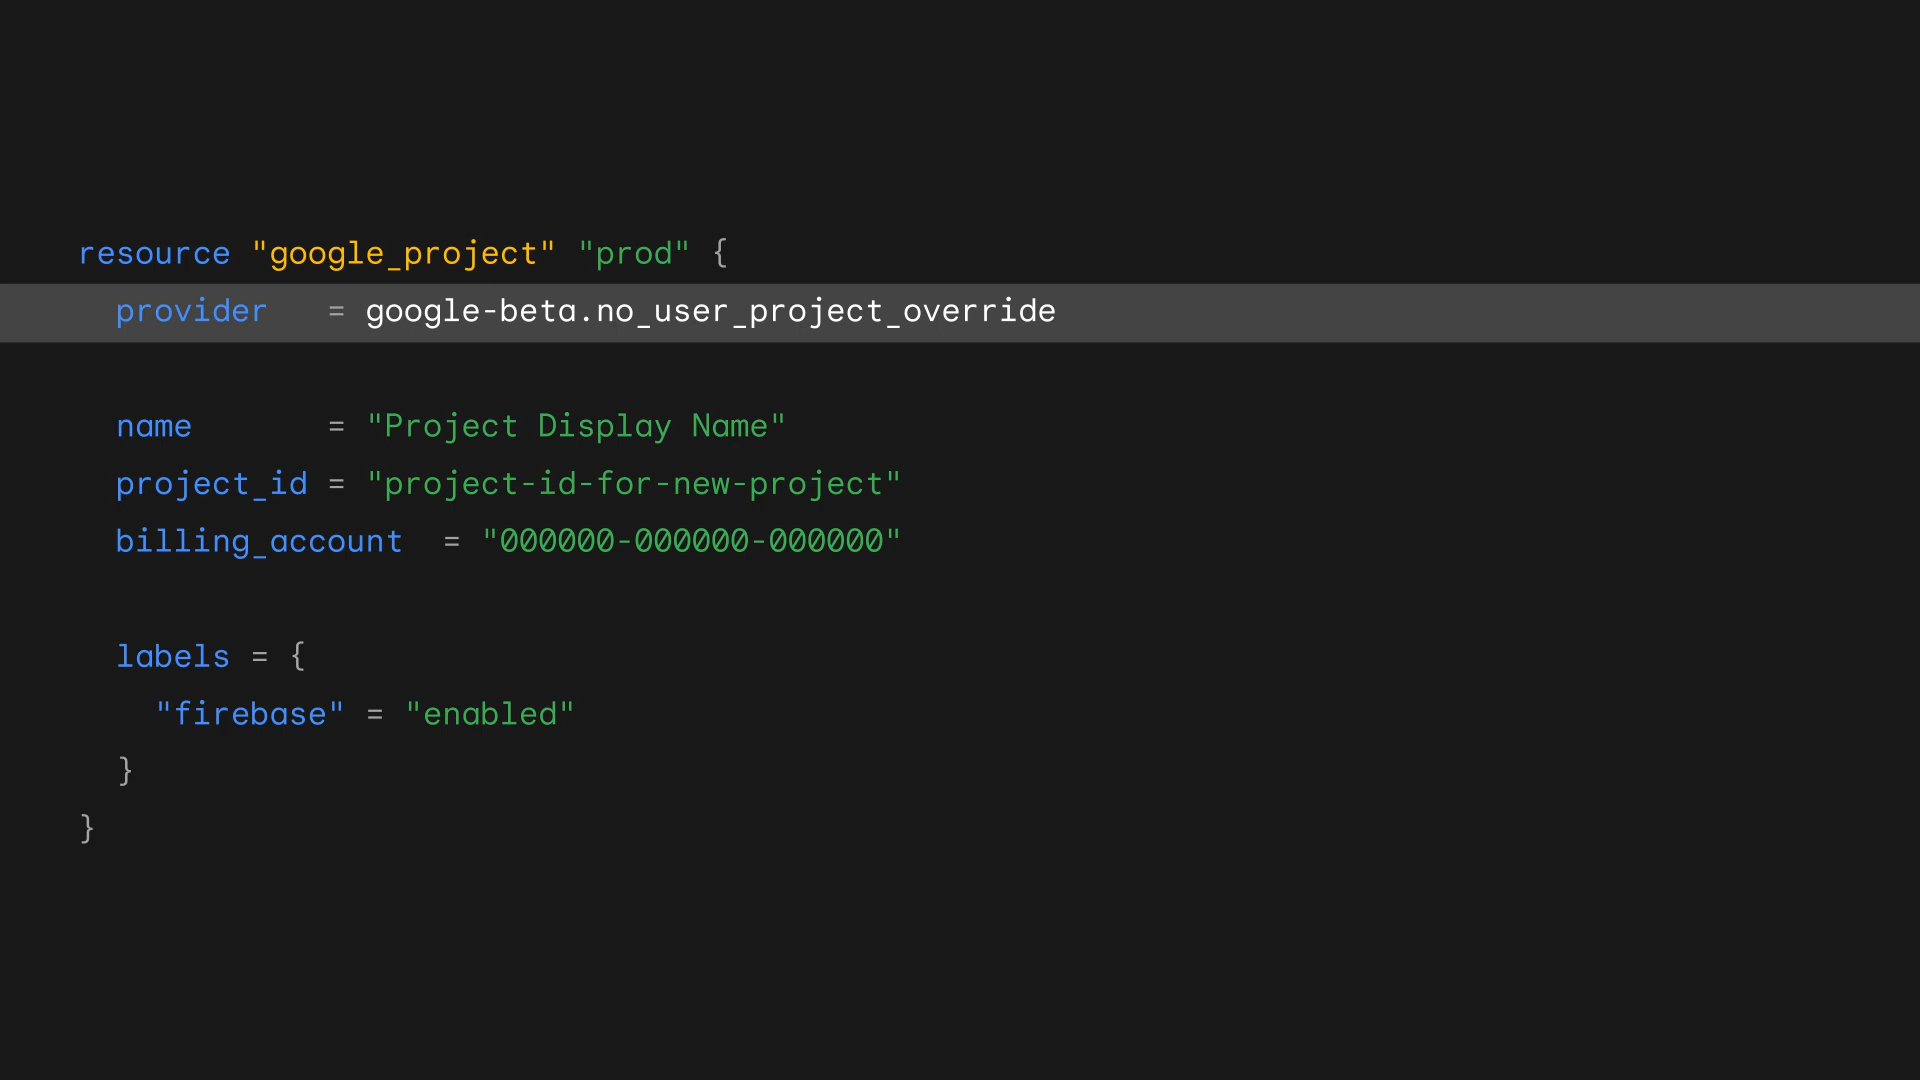 resource "google_project" "prod" {
  provider   = google-beta.no_user_project_override
  name       = "Project Display Name"
  project_id = "project-id-for-new-project"
  billing_account  = "000000-000000-000000"
  labels = {
    "firebase" = "enabled"
  }
}